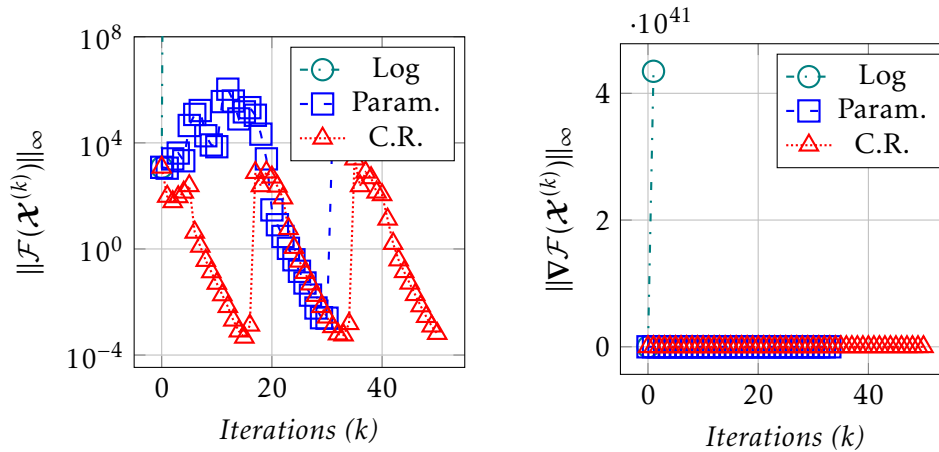 10^8
10^4
10^0
10^−4
0
20
40
||F(X^(k))||∞
Iterations (k)
Log
Param.
C.R.
·10^41
4
2
0
0
20
40
||∇F(X^(k))||∞
Iterations (k)
Log
Param.
C.R.